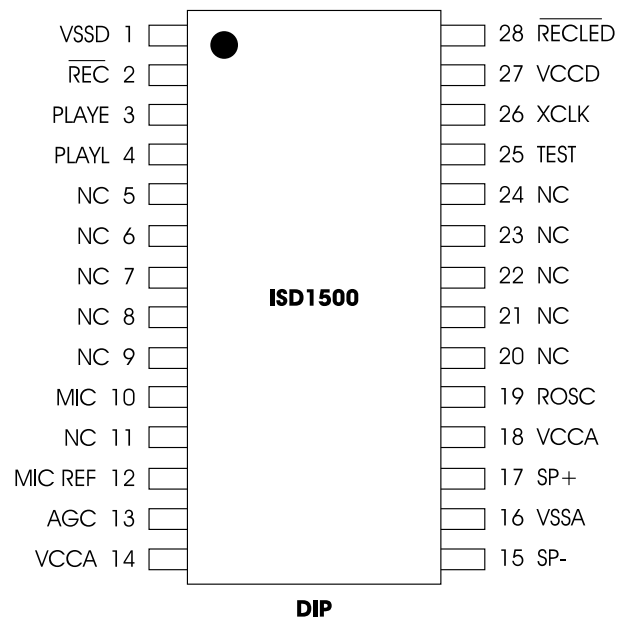 VSSD 1 28 RECLED
REC 2 27 VCCD
PLAYE 3 26 XCLK
PLAYL 4 25 TEST
NC 5 24 NC
NC 6 23 NC
NC 7 22 NC
ISD1500
NC 8 21 NC
NC 9 20 NC
MIC 10 19 ROSC
NC 11 18 VCCA
MIC REF 12 17 SP+
AGC 13 16 VSSA
VCCA 14 15 SP-
DIP